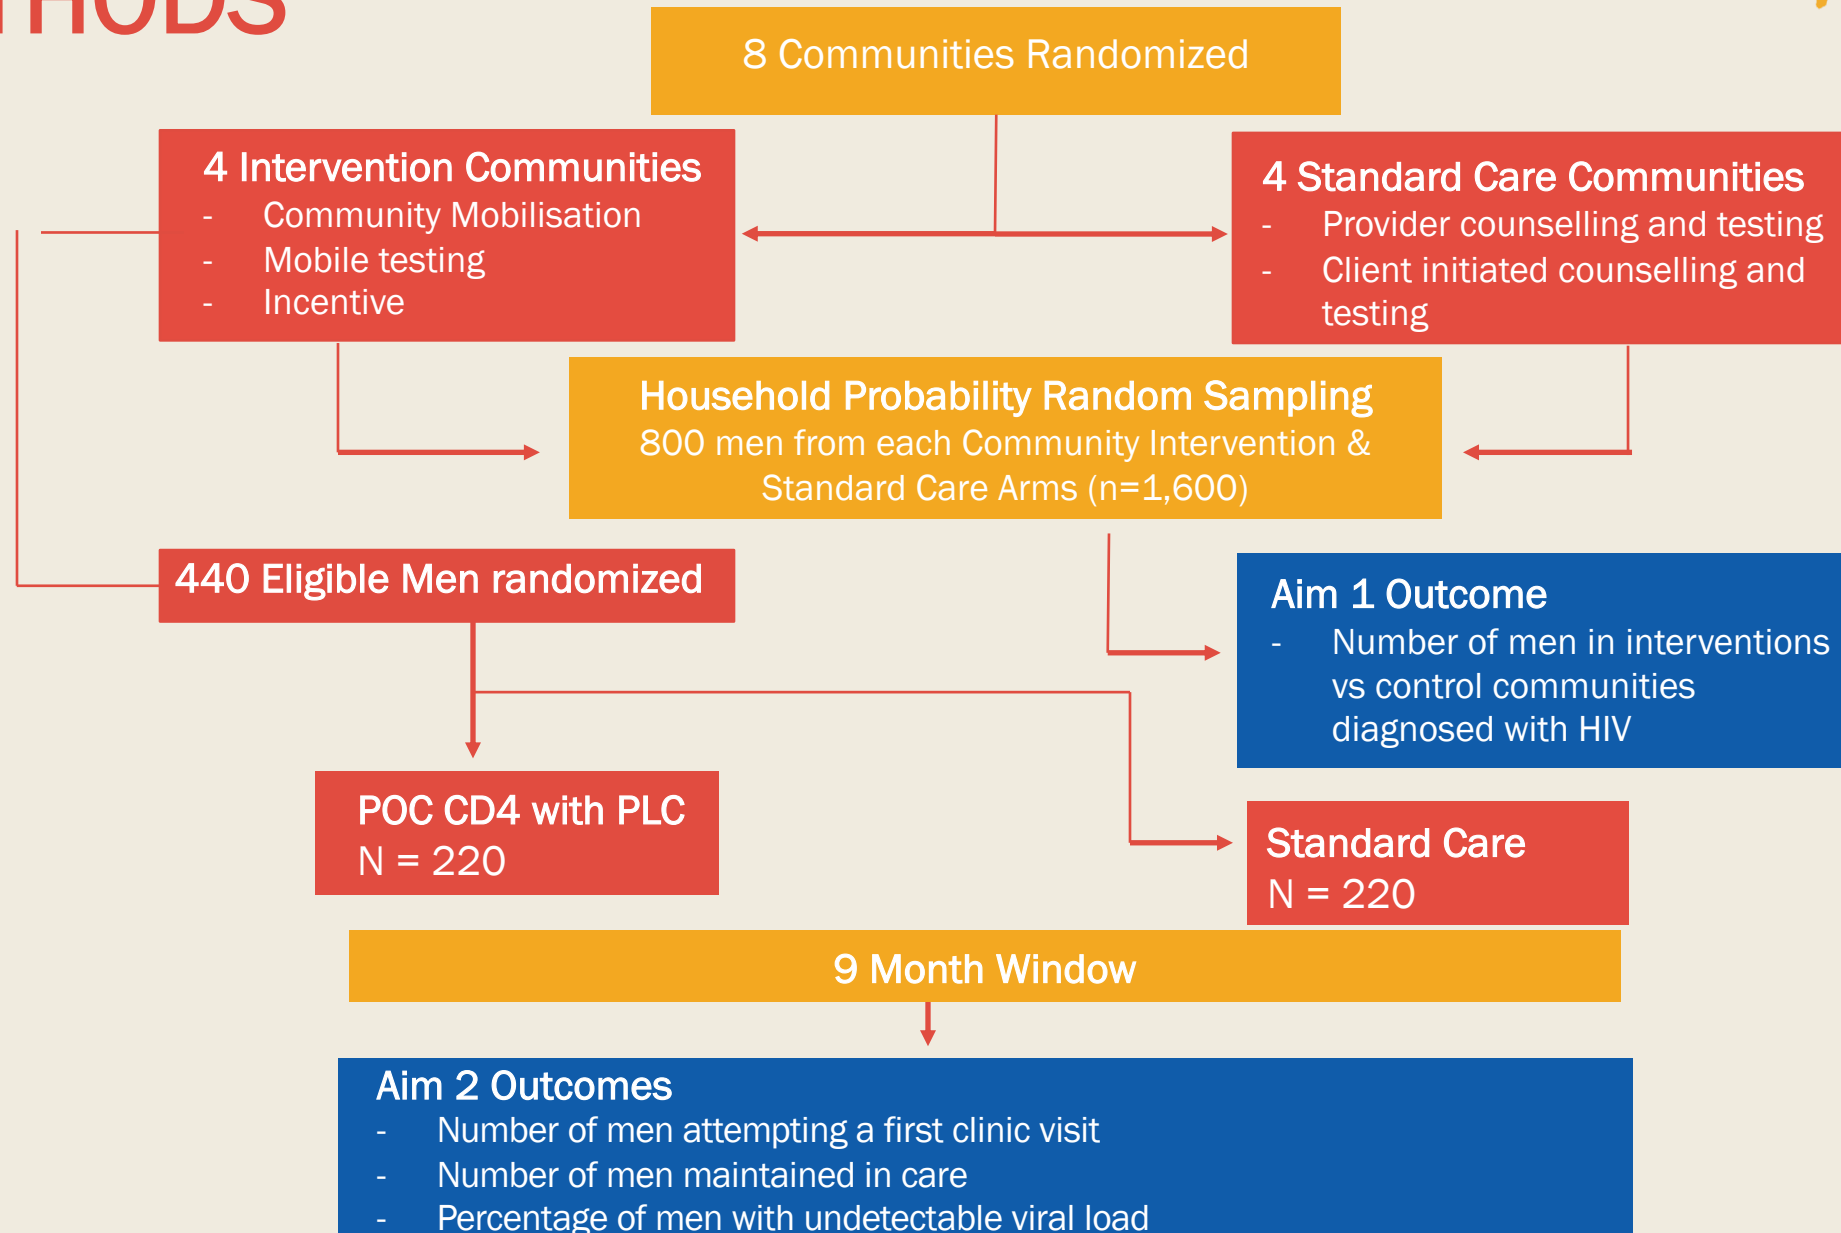 THODS
8 Communities Randomized
4 Intervention Communities
- Community Mobilisation
- Mobile testing
- Incentive
4 Standard Care Communities
- Provider counselling and testing
- Client initiated counselling and
testing
Household Probability Random Sampling
800 men from each Community Intervention &
Standard Care Arms (n=1,600)
440 Eligible Men randomized
Aim 1 Outcome
- Number of men in interventions
vs control communities
diagnosed with HIV
POC CD4 with PLC
N = 220
Standard Care
N = 220
9 Month Window
Aim 2 Outcomes
- Number of men attempting a first clinic visit
- Number of men maintained in care
- Percentage of men with undetectable viral load